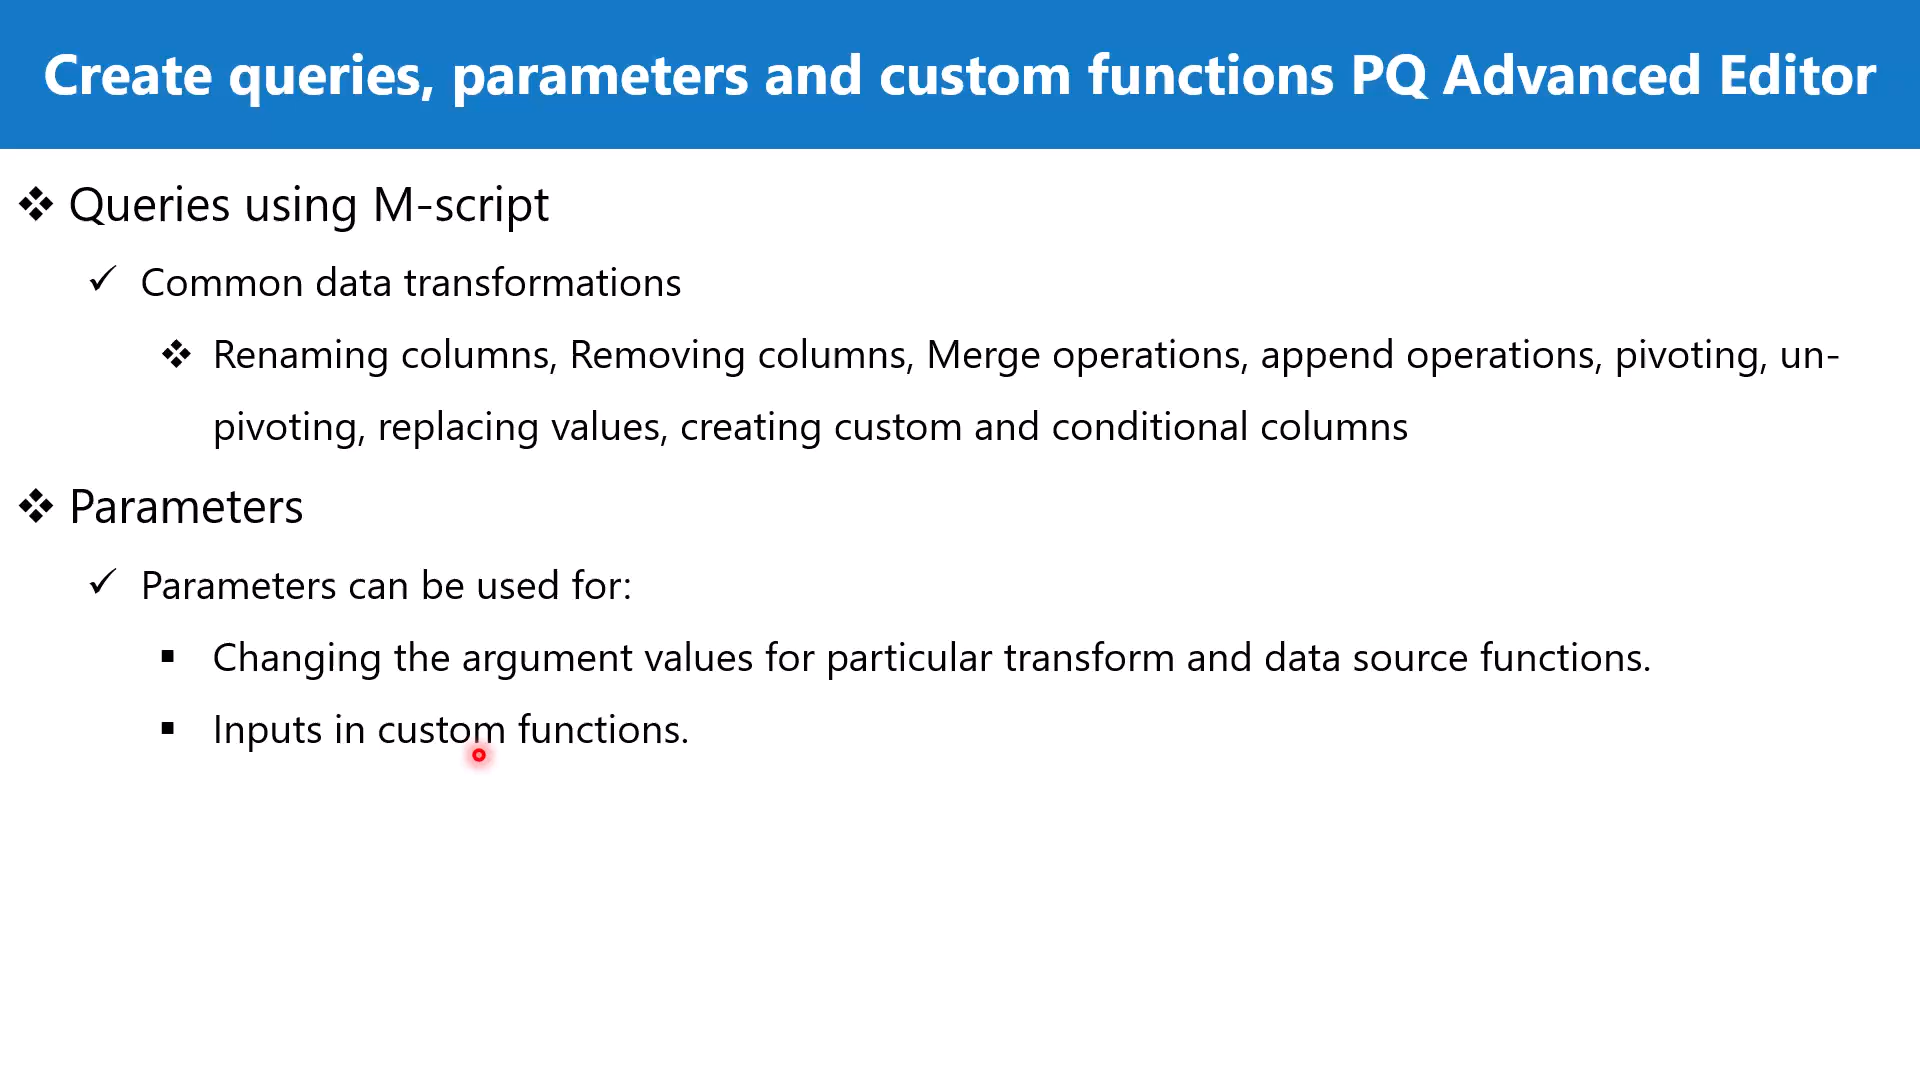 Create queries, parameters and custom functions PQ Advanced Editor
Queries using M-script
Common data transformations
Renaming columns, Removing columns, Merge operations, append operations, pivoting, un-
pivoting, replacing values, creating custom and conditional columns
Parameters
Parameters can be used for:
Changing the argument values for particular transform and data source functions.
Inputs in custom functions.